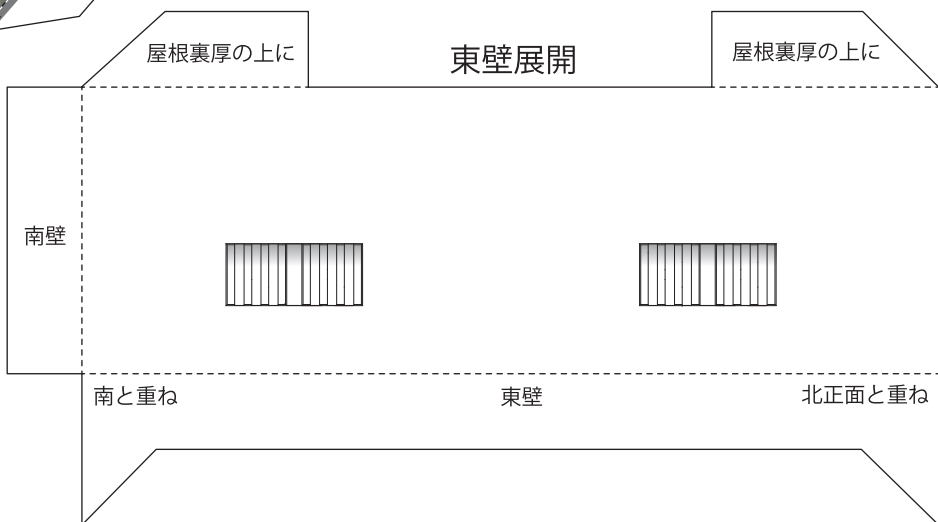 屋根裏厚の上に
東壁展開
屋根裏厚の上に
南壁
南と重ね
東壁
北正面と重ね